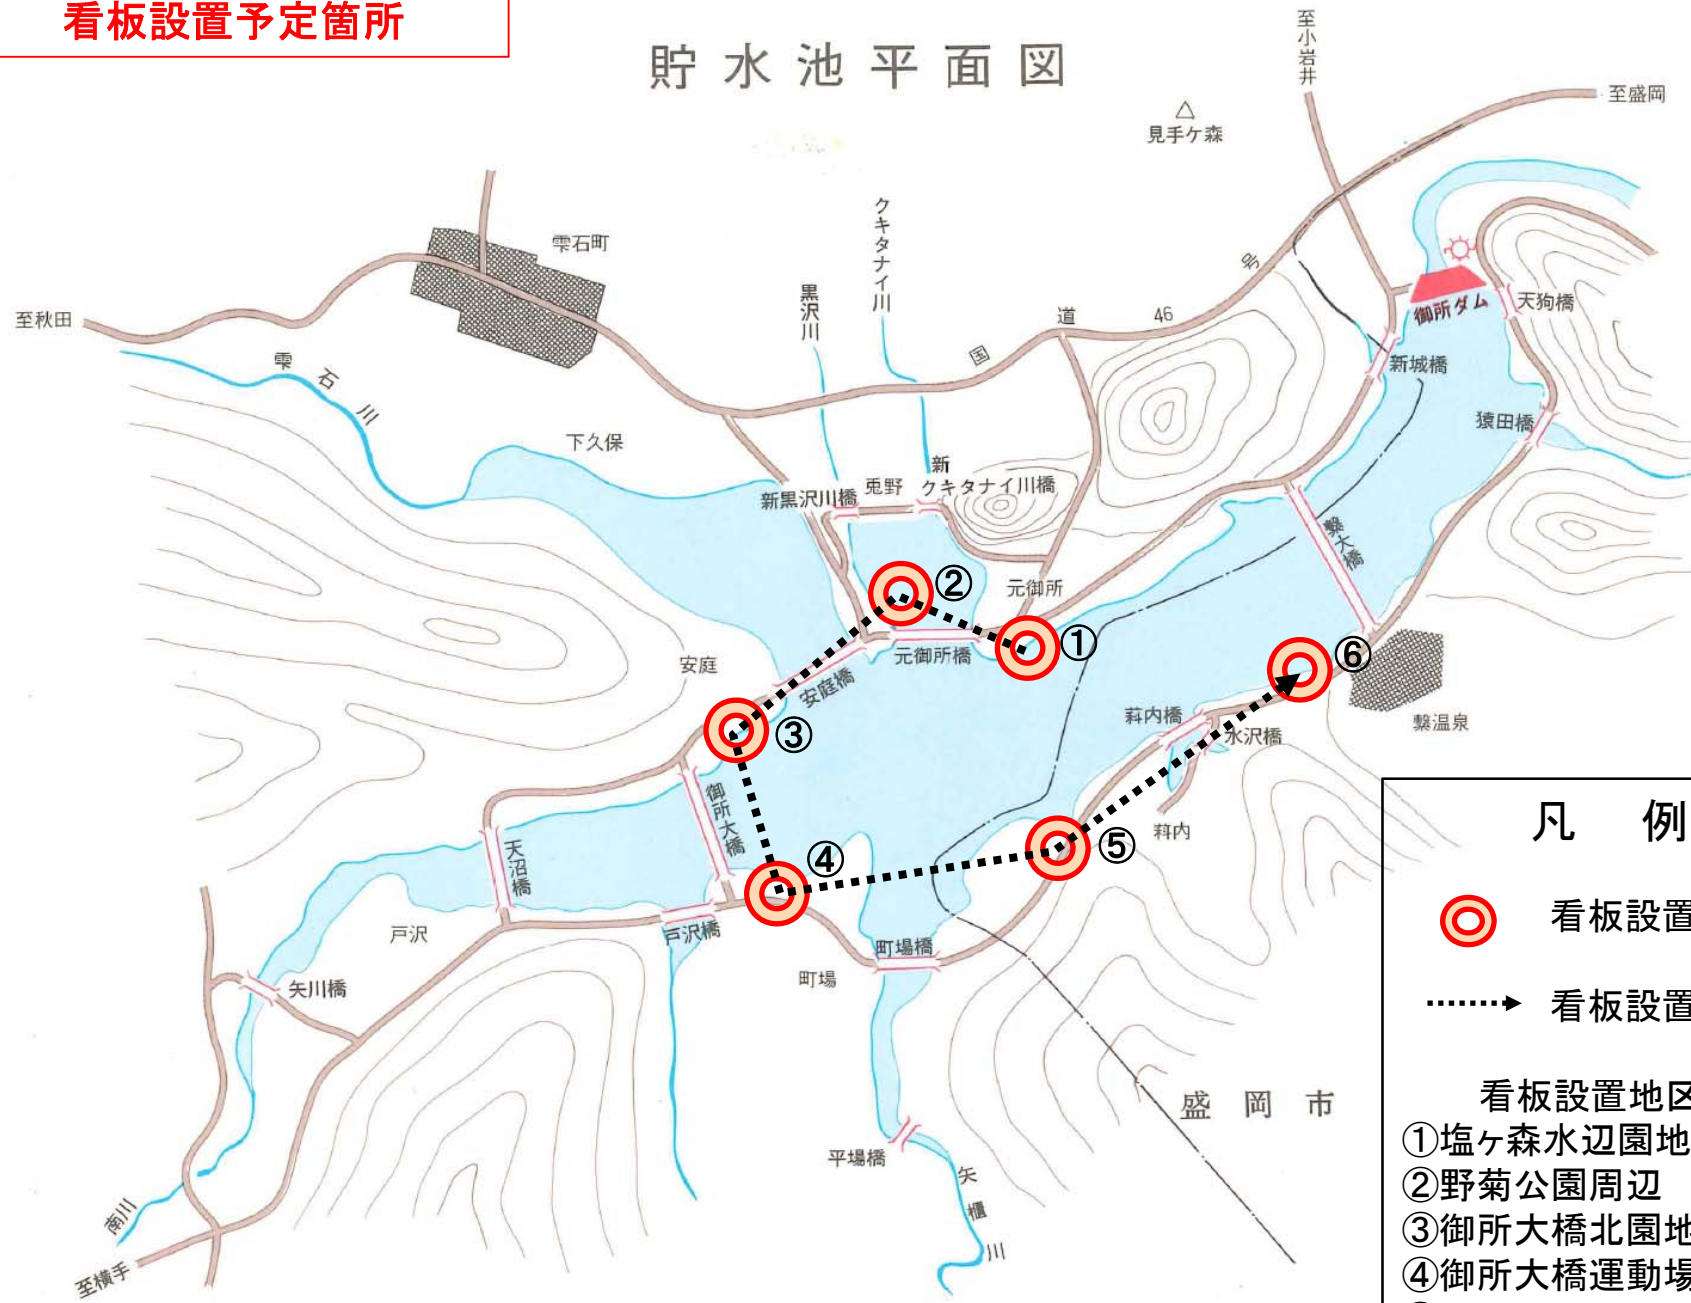 看板設置予定箇所
貯水池平面図
至小岩井
至盛岡
見手ケ森
雫石町
クキタナイ川
黒沢川
至秋田
雫石川
国道46号
御所ダム
天狗橋
新城橋
猿田橋
下久保
新黒沢川橋
兎野
新クキタナイ川橋
繋大橋
②
元御所
①
元御所橋
⑥
安庭
安庭橋
③
繋温泉
水沢橋
御所大橋
天沼橋
④
⑤
戸沢
戸沢橋
町場橋
町場
矢川橋
盛岡市
平場橋
矢櫃川
南川
至横手
凡例
看板設置
看板設置
看板設置地区
①塩ヶ森水辺園地
②野菊公園周辺
③御所大橋北園地
④御所大橋運動場